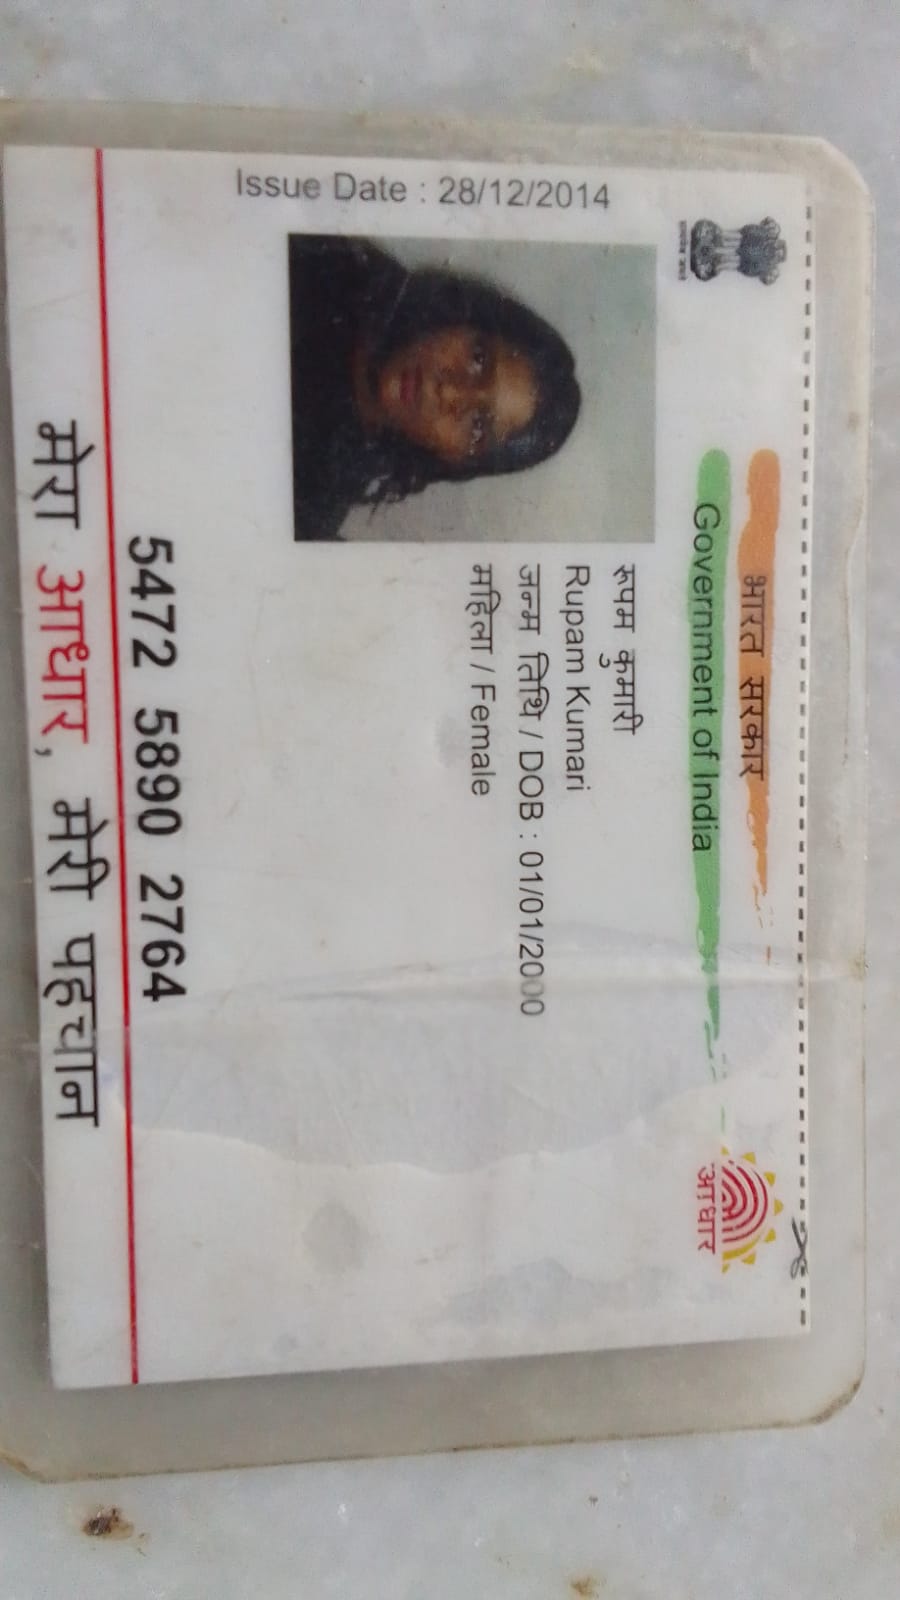 भारत सरकार
Government of India
आधार
Issue Date : 28/12/2014
रूपम कुमारी
Rupam Kumari
जन्म तिथि / DOB : 01/01/2000
महिला / Female
5472 5890 2764
मेरा आधार, मेरी पहचान